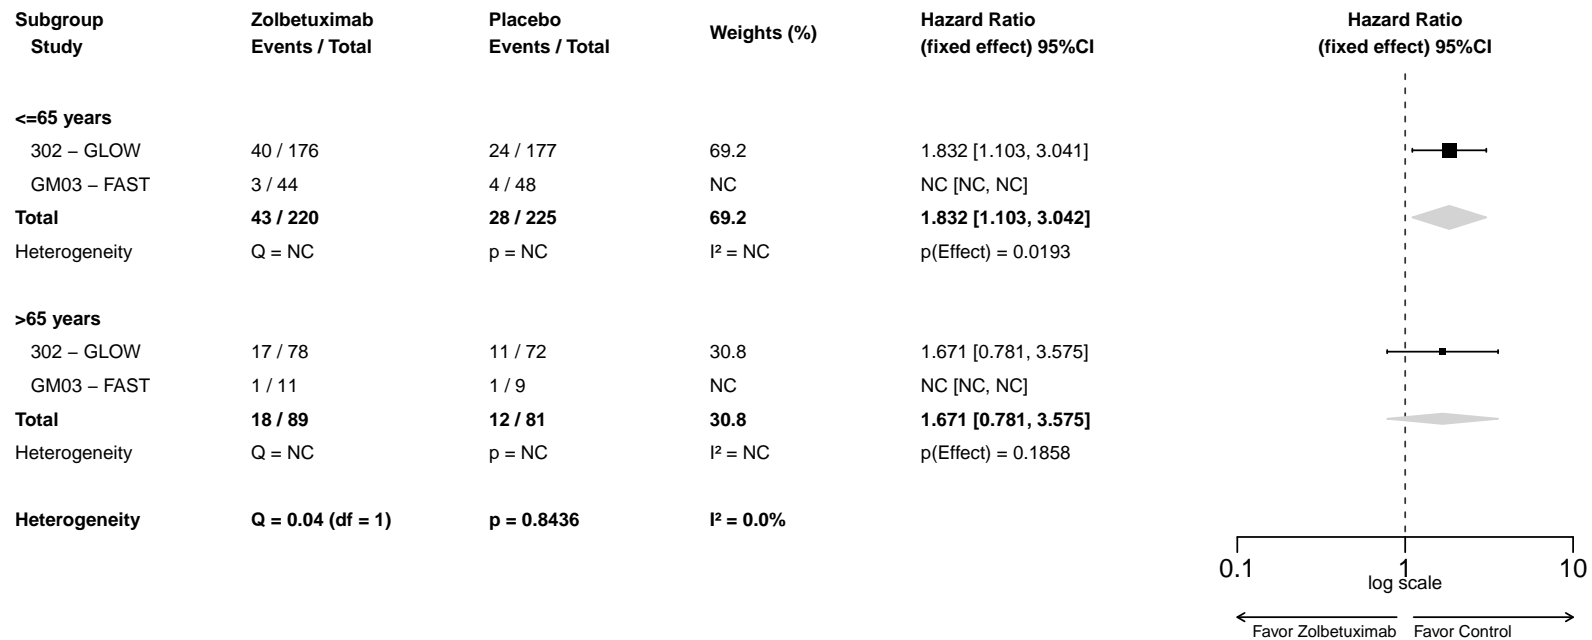 Subgroup Zolbetuximab Placebo Weights (%) Hazard Ratio Hazard Ratio
Study Events / Total Events / Total (fixed effect) 95%CI (fixed effect) 95%CI
<=65 years
302 – GLOW 40 / 176 24 / 177 69.2 1.832 [1.103, 3.041]
GM03 – FAST 3 / 44 4 / 48 NC NC [NC, NC]
Total 43 / 220 28 / 225 69.2 1.832 [1.103, 3.042]
Heterogeneity Q = NC p = NC I² = NC p(Effect) = 0.0193
>65 years
302 – GLOW 17 / 78 11 / 72 30.8 1.671 [0.781, 3.575]
GM03 – FAST 1 / 11 1 / 9 NC NC [NC, NC]
Total 18 / 89 12 / 81 30.8 1.671 [0.781, 3.575]
Heterogeneity Q = NC p = NC I² = NC p(Effect) = 0.1858
Heterogeneity Q = 0.04 (df = 1) p = 0.8436 I² = 0.0%
0.1 1 10
log scale
Favor Zolbetuximab Favor Control